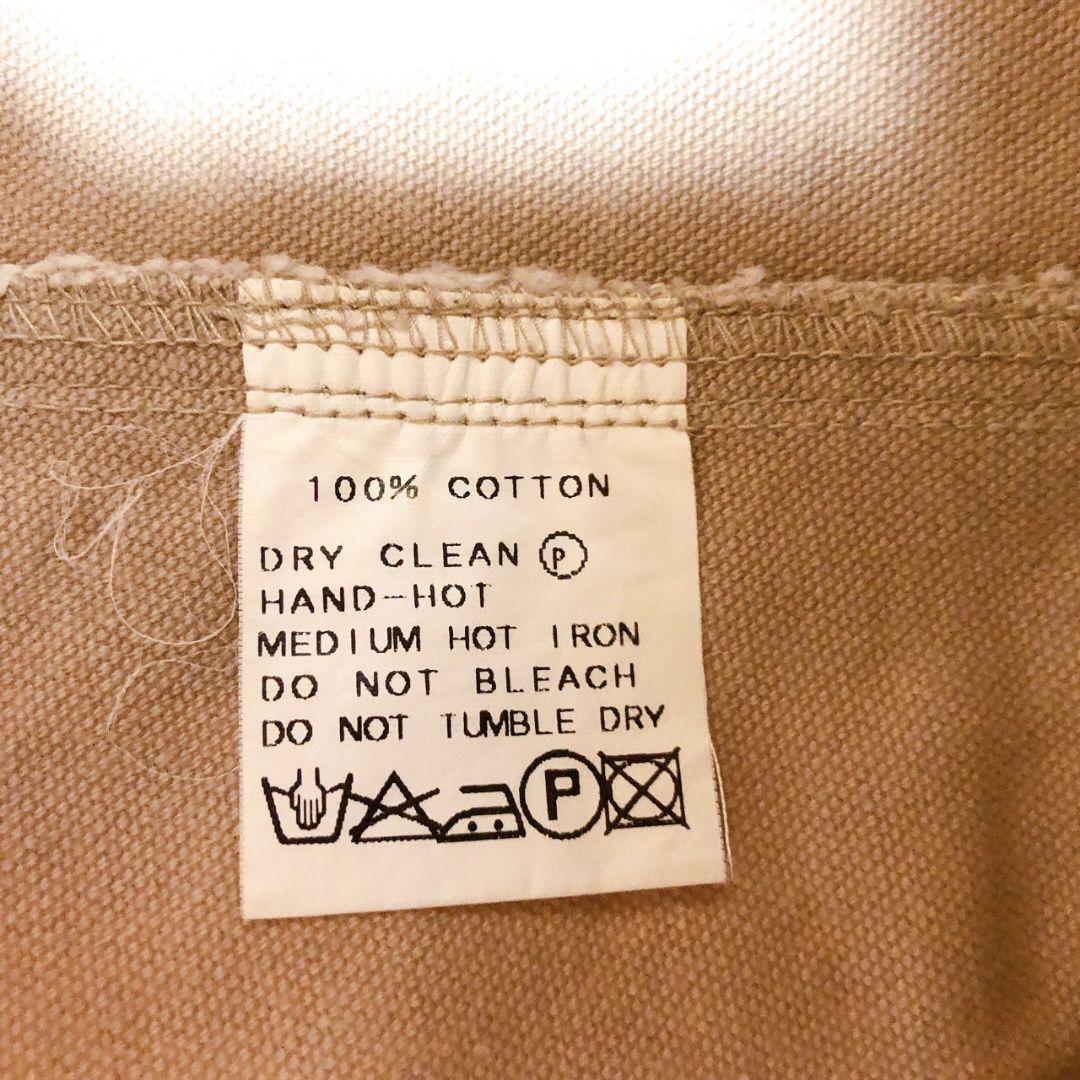 100% COTTON
DRY CLEAN P
HAND-HOT
MEDIUM HOT IRON
DO NOT BLEACH
DO NOT TUMBLE DRY
P